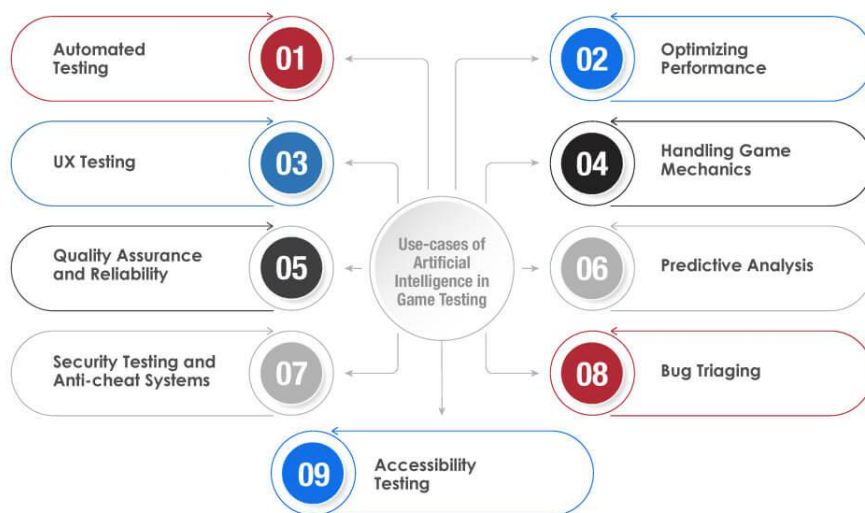 Automated
Testing
01
02
Optimizing
Performance
UX Testing
03
04
Handling Game
Mechanics
Use-cases of
Artificial
Intelligence in
Game Testing
Quality Assurance
and Reliability
05
06
Predictive Analysis
Security Testing and
Anti-cheat Systems
07
08
Bug Triaging
09
Accessibility
Testing